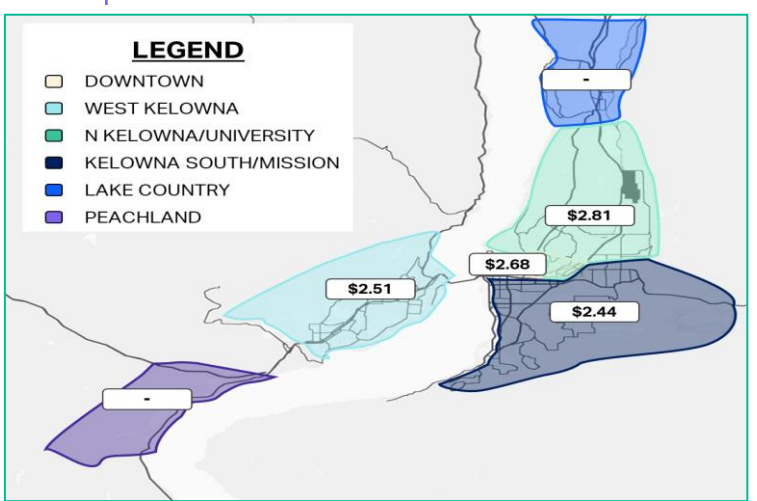 LEGEND
DOWNTOWN
WEST KELOWNA
N KELOWNA/UNIVERSITY
KELOWNA SOUTH/MISSION
LAKE COUNTRY
PEACHLAND
-
$2.81
$2.68
$2.51
$2.44
-